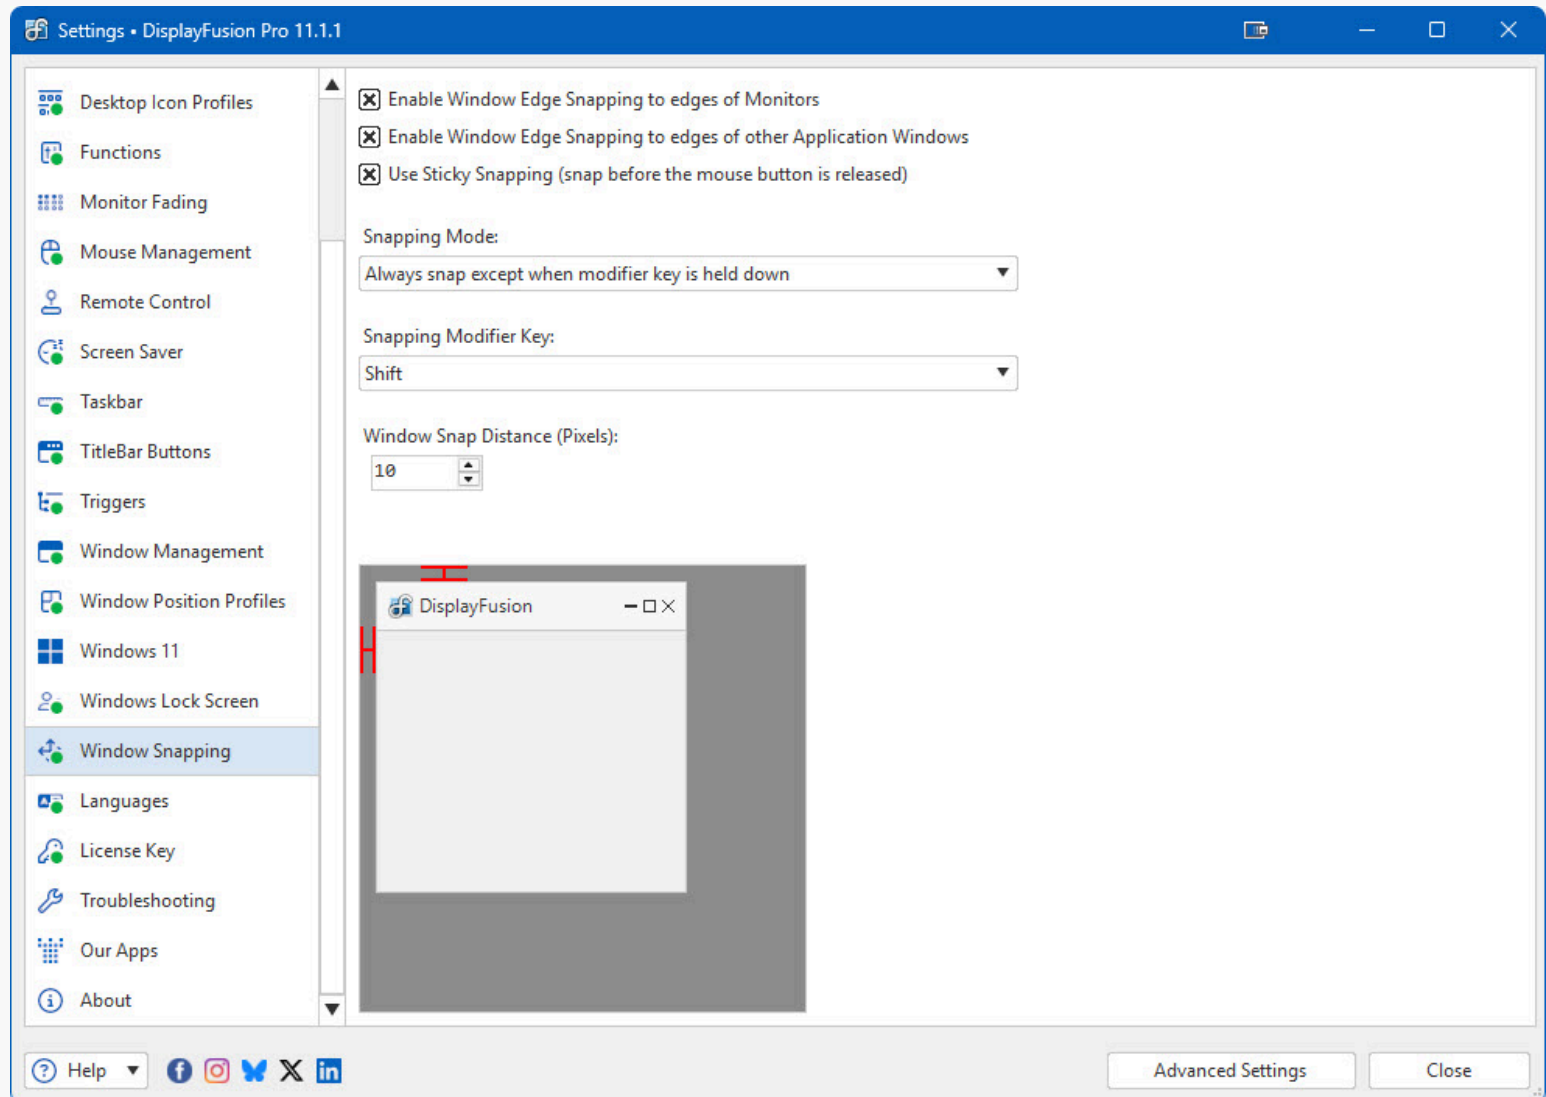 Settings • DisplayFusion Pro 11.1.1
Desktop Icon Profiles
Functions
Monitor Fading
Mouse Management
Remote Control
Screen Saver
Taskbar
TitleBar Buttons
Triggers
Window Management
Window Position Profiles
Windows 11
Windows Lock Screen
Window Snapping
Languages
License Key
Troubleshooting
Our Apps
About
Enable Window Edge Snapping to edges of Monitors
Enable Window Edge Snapping to edges of other Application Windows
Use Sticky Snapping (snap before the mouse button is released)
Snapping Mode:
Always snap except when modifier key is held down
Snapping Modifier Key:
Shift
Window Snap Distance (Pixels):
10
DisplayFusion
Help
Advanced Settings
Close